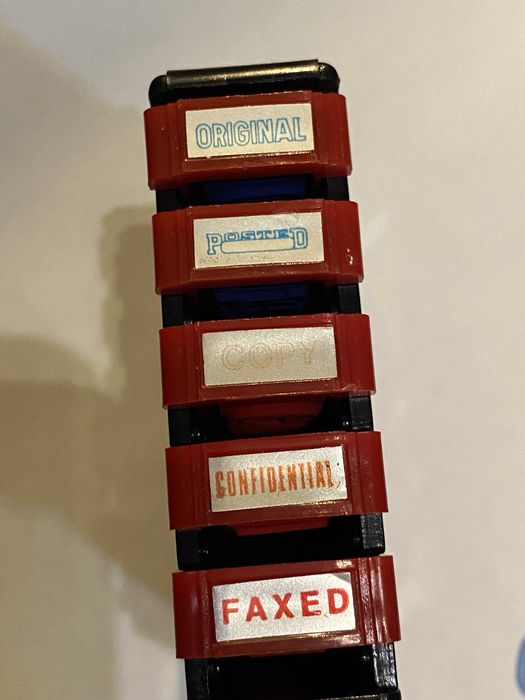 ORIGINAL
POSTED
COPY
CONFIDENTIAL
FAXED